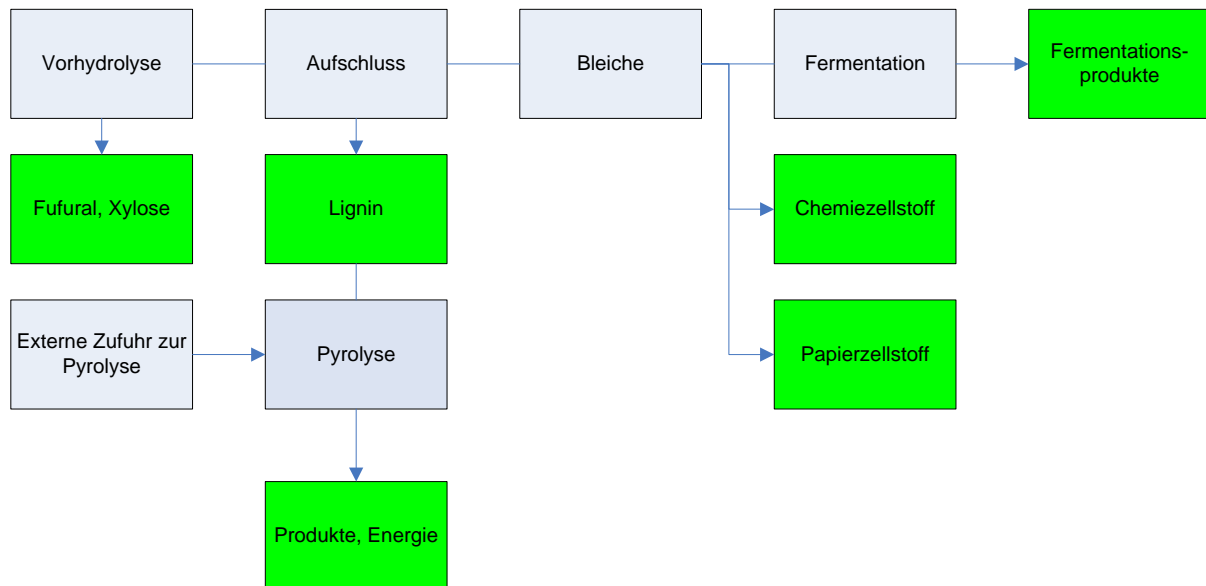 Vorhydrolyse
Aufschluss
Bleiche
Fermentation
Fermentations-
produkte
Fufural, Xylose
Lignin
Chemiezellstoff
Externe Zufuhr zur
Pyrolyse
Pyrolyse
Papierzellstoff
Produkte, Energie